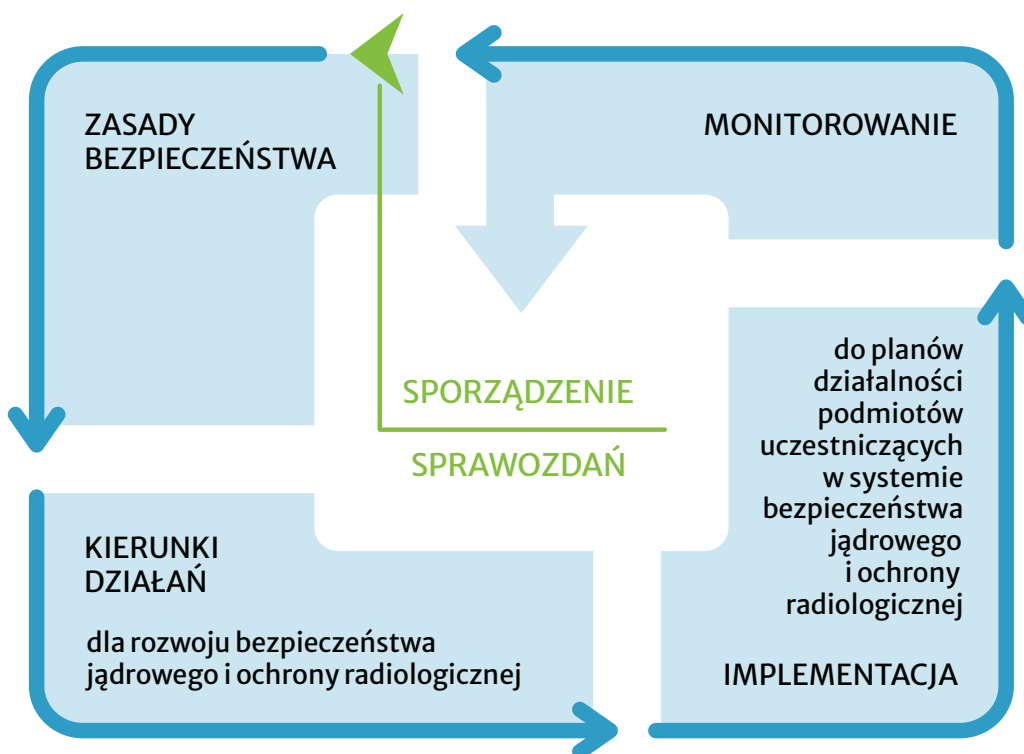 ZASADY
BEZPIECZEŃSTWA
MONITOROWANIE
SPORZĄDZENIE
SPRAWOZDAŃ
KIERUNKI
DZIAŁAŃ
dla rozwoju bezpieczeństwa
jądrowego i ochrony radiologicznej
do planów
działalności
podmiotów
uczestniczących
w systemie
bezpieczeństwa
jądrowego
i ochrony
radiologicznej
IMPLEMENTACJA